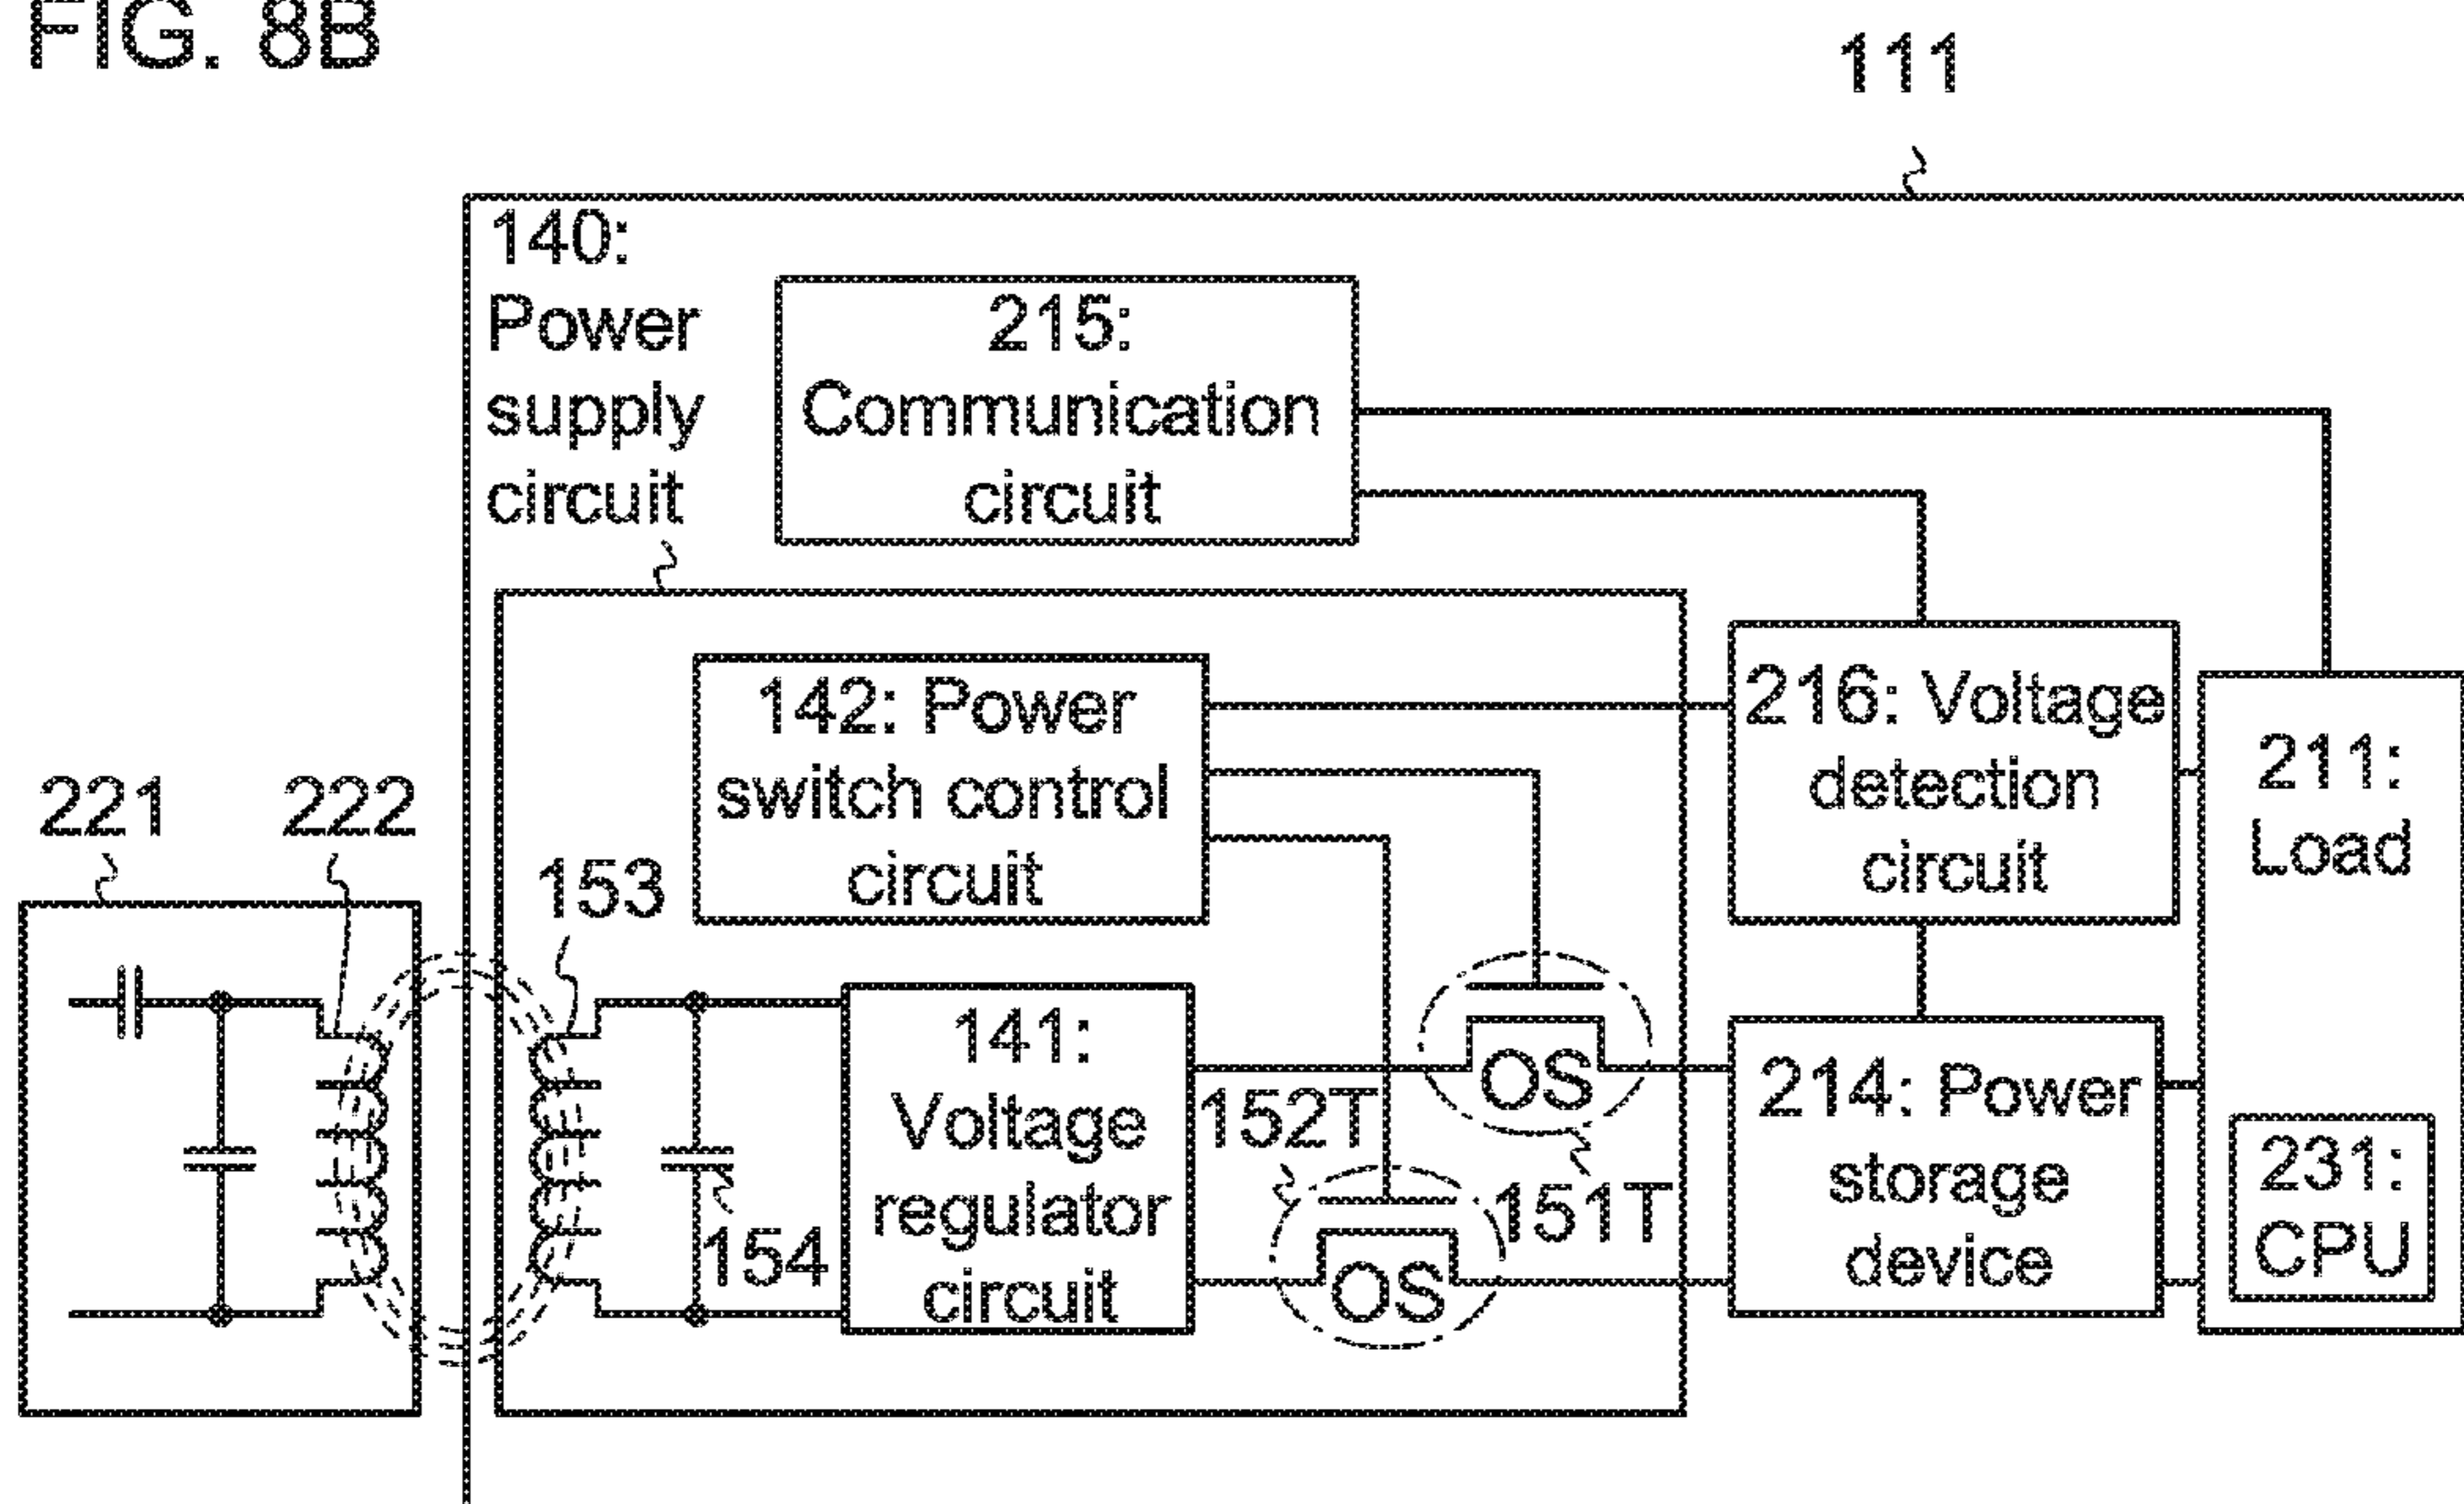 FIG. 8B
111
140:
Power
supply
circuit
215:
Communication
circuit
142: Power
switch control
circuit
216: Voltage
detection
circuit
211:
Load
221
222
153
141:
Voltage
regulator
circuit
154
152T
OS
151T
OS
214: Power
storage
device
231:
CPU